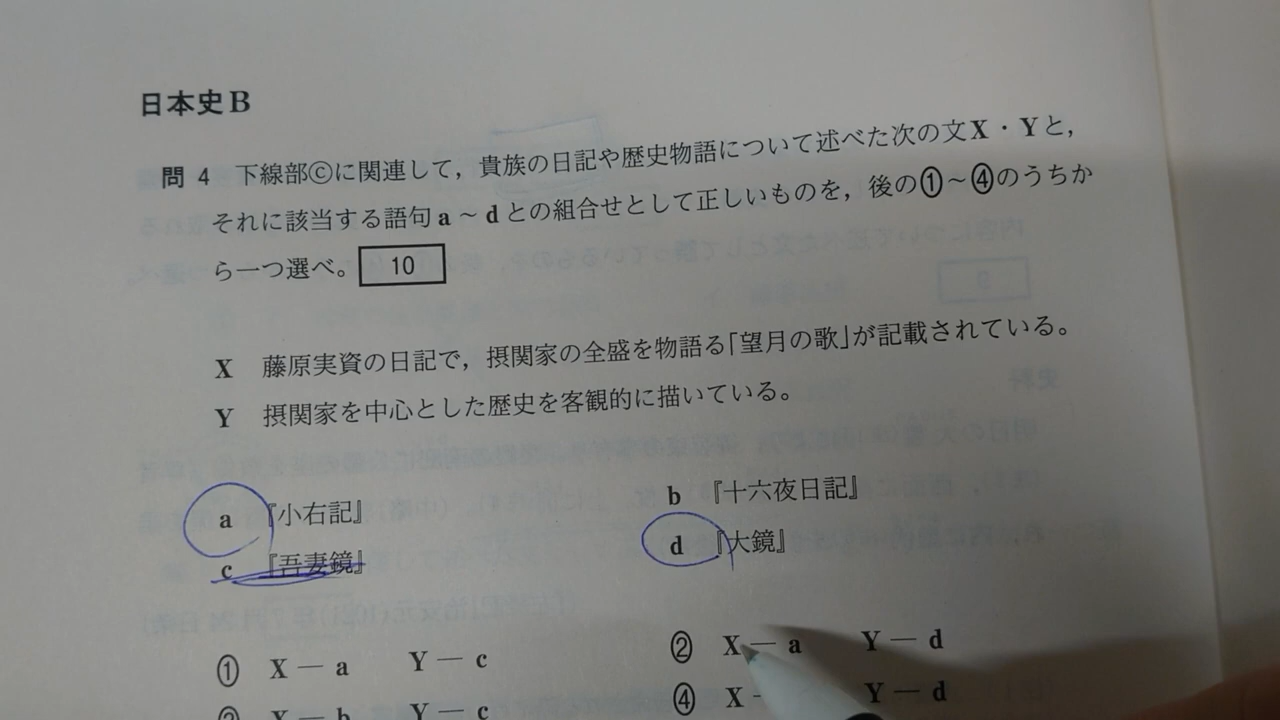 日本史B
問 4 下線部ⓒに関連して，貴族の日記や歴史物語について述べた次の文X・Yと，
それに該当する語句a～dとの組合せとして正しいものを，後の①～④のうちか
ら一つ選べ。 10
X 藤原実資の日記で，摂関家の全盛を物語る「望月の歌」が記載されている。
Y 摂関家を中心とした歴史を客観的に描いている。
a 『小右記』 b 『十六夜日記』
c 『吾妻鏡』 d 『大鏡』
① X ― a Y ― c ② X ― a Y ― d
X ― b Y ― c ④ X - Y ― d